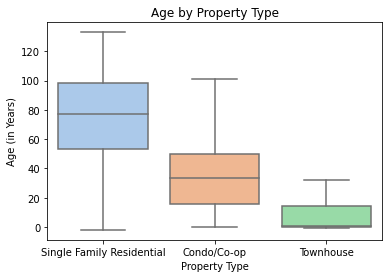 Age by Property Type
Age (in Years)
120
100
80
60
40
20
0
Single Family Residential Condo/Co-op Townhouse
Property Type